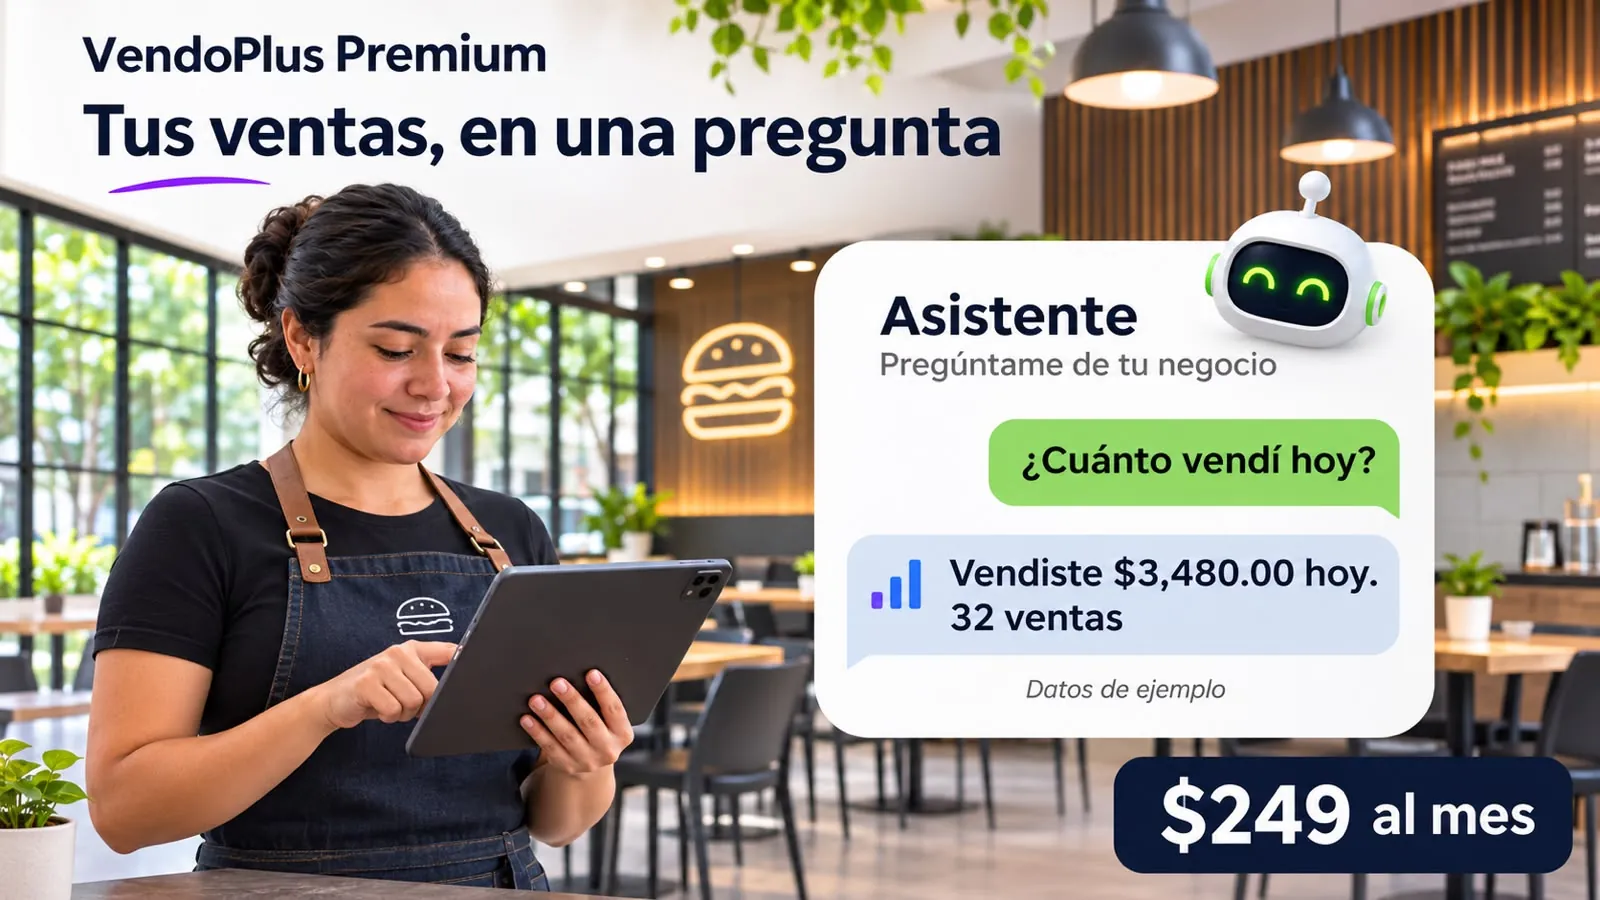 VendoPlus Premium
Tus ventas, en una pregunta
Asistente
Pregúntame de tu negocio
¿Cuánto vendí hoy?
Vendiste $3,480.00 hoy.
32 ventas
Datos de ejemplo
$249 al mes